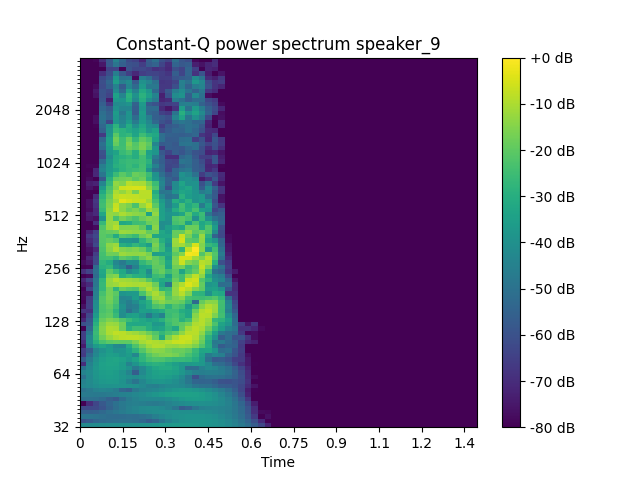 Constant-Q power spectrum speaker_9
Hz
2048
1024
512
256
128
64
32
0 0.15 0.3 0.45 0.6 0.75 0.9 1.1 1.2 1.4
Time
+0 dB
-10 dB
-20 dB
-30 dB
-40 dB
-50 dB
-60 dB
-70 dB
-80 dB